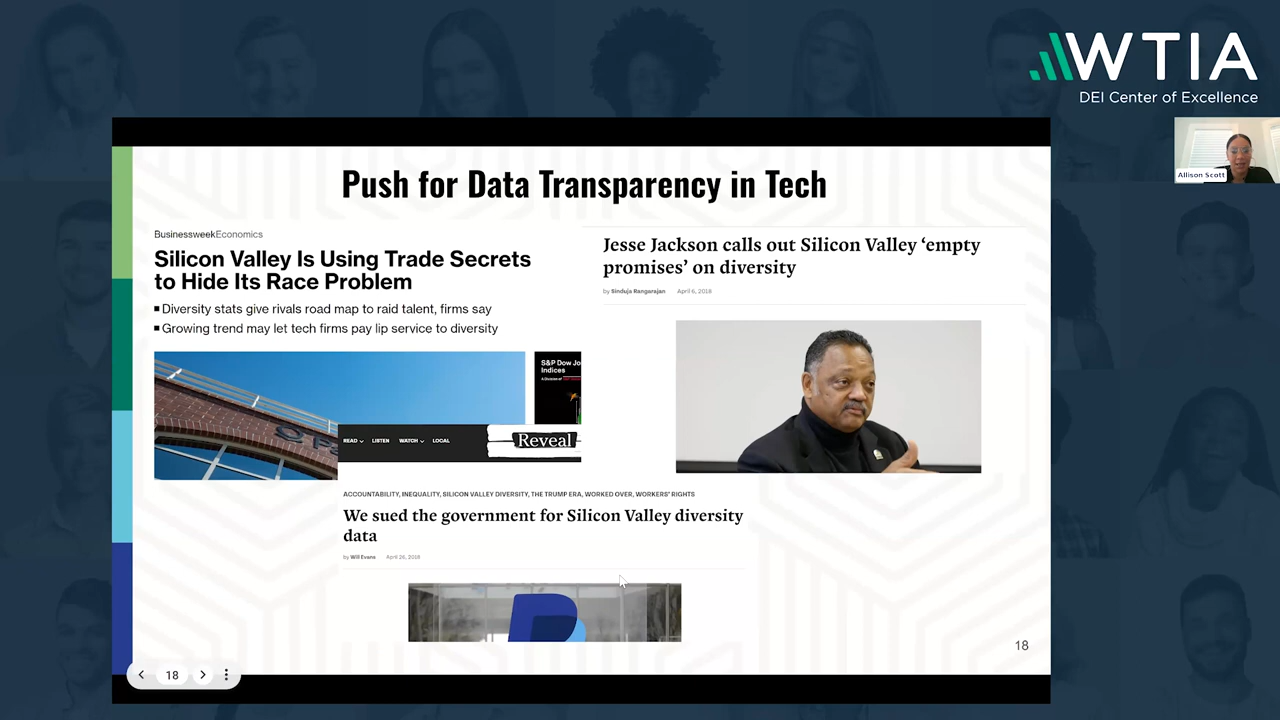 WTIA
DEI Center of Excellence
Allison Scott
Push for Data Transparency in Tech
BusinessweekEconomics
Silicon Valley Is Using Trade Secrets
to Hide Its Race Problem
Diversity stats give rivals road map to raid talent, firms say
Growing trend may let tech firms pay lip service to diversity
S&P Dow Jo
Indices
Jesse Jackson calls out Silicon Valley ‘empty
promises’ on diversity
by Sinduja Rangarajan April 6, 2018
READ LISTEN WATCH LOCAL
Reveal
ACCOUNTABILITY, INEQUALITY, SILICON VALLEY DIVERSITY, THE TRUMP ERA, WORKED OVER, WORKERS' RIGHTS
We sued the government for Silicon Valley diversity
data
by Will Evans April 26, 2018
18
18